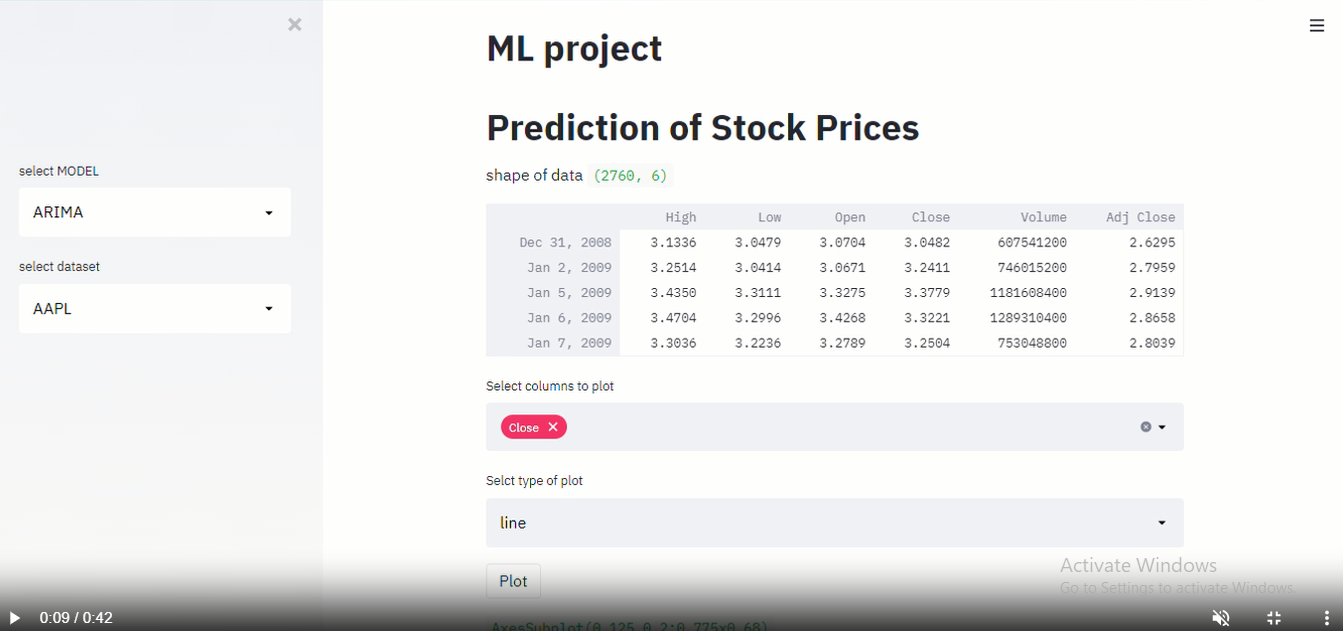 ML project
Prediction of Stock Prices
shape of data (2760, 6)
select MODEL
ARIMA
select dataset
AAPL
High Low Open Close Volume Adj Close
Dec 31, 2008 3.1336 3.0479 3.0704 3.0482 607541200 2.6295
Jan 2, 2009 3.2514 3.0414 3.0671 3.2411 746015200 2.7959
Jan 5, 2009 3.4350 3.3111 3.3275 3.3779 1181608400 2.9139
Jan 6, 2009 3.4704 3.2996 3.4268 3.3221 1289310400 2.8658
Jan 7, 2009 3.3036 3.2236 3.2789 3.2504 753048800 2.8039
Select columns to plot
Close
Selct type of plot
line
Plot
Activate Windows
Go to Settings to activate Windows.
0:09 / 0:42
AxesSubplot(0.125,0.2;0.775x0.68)